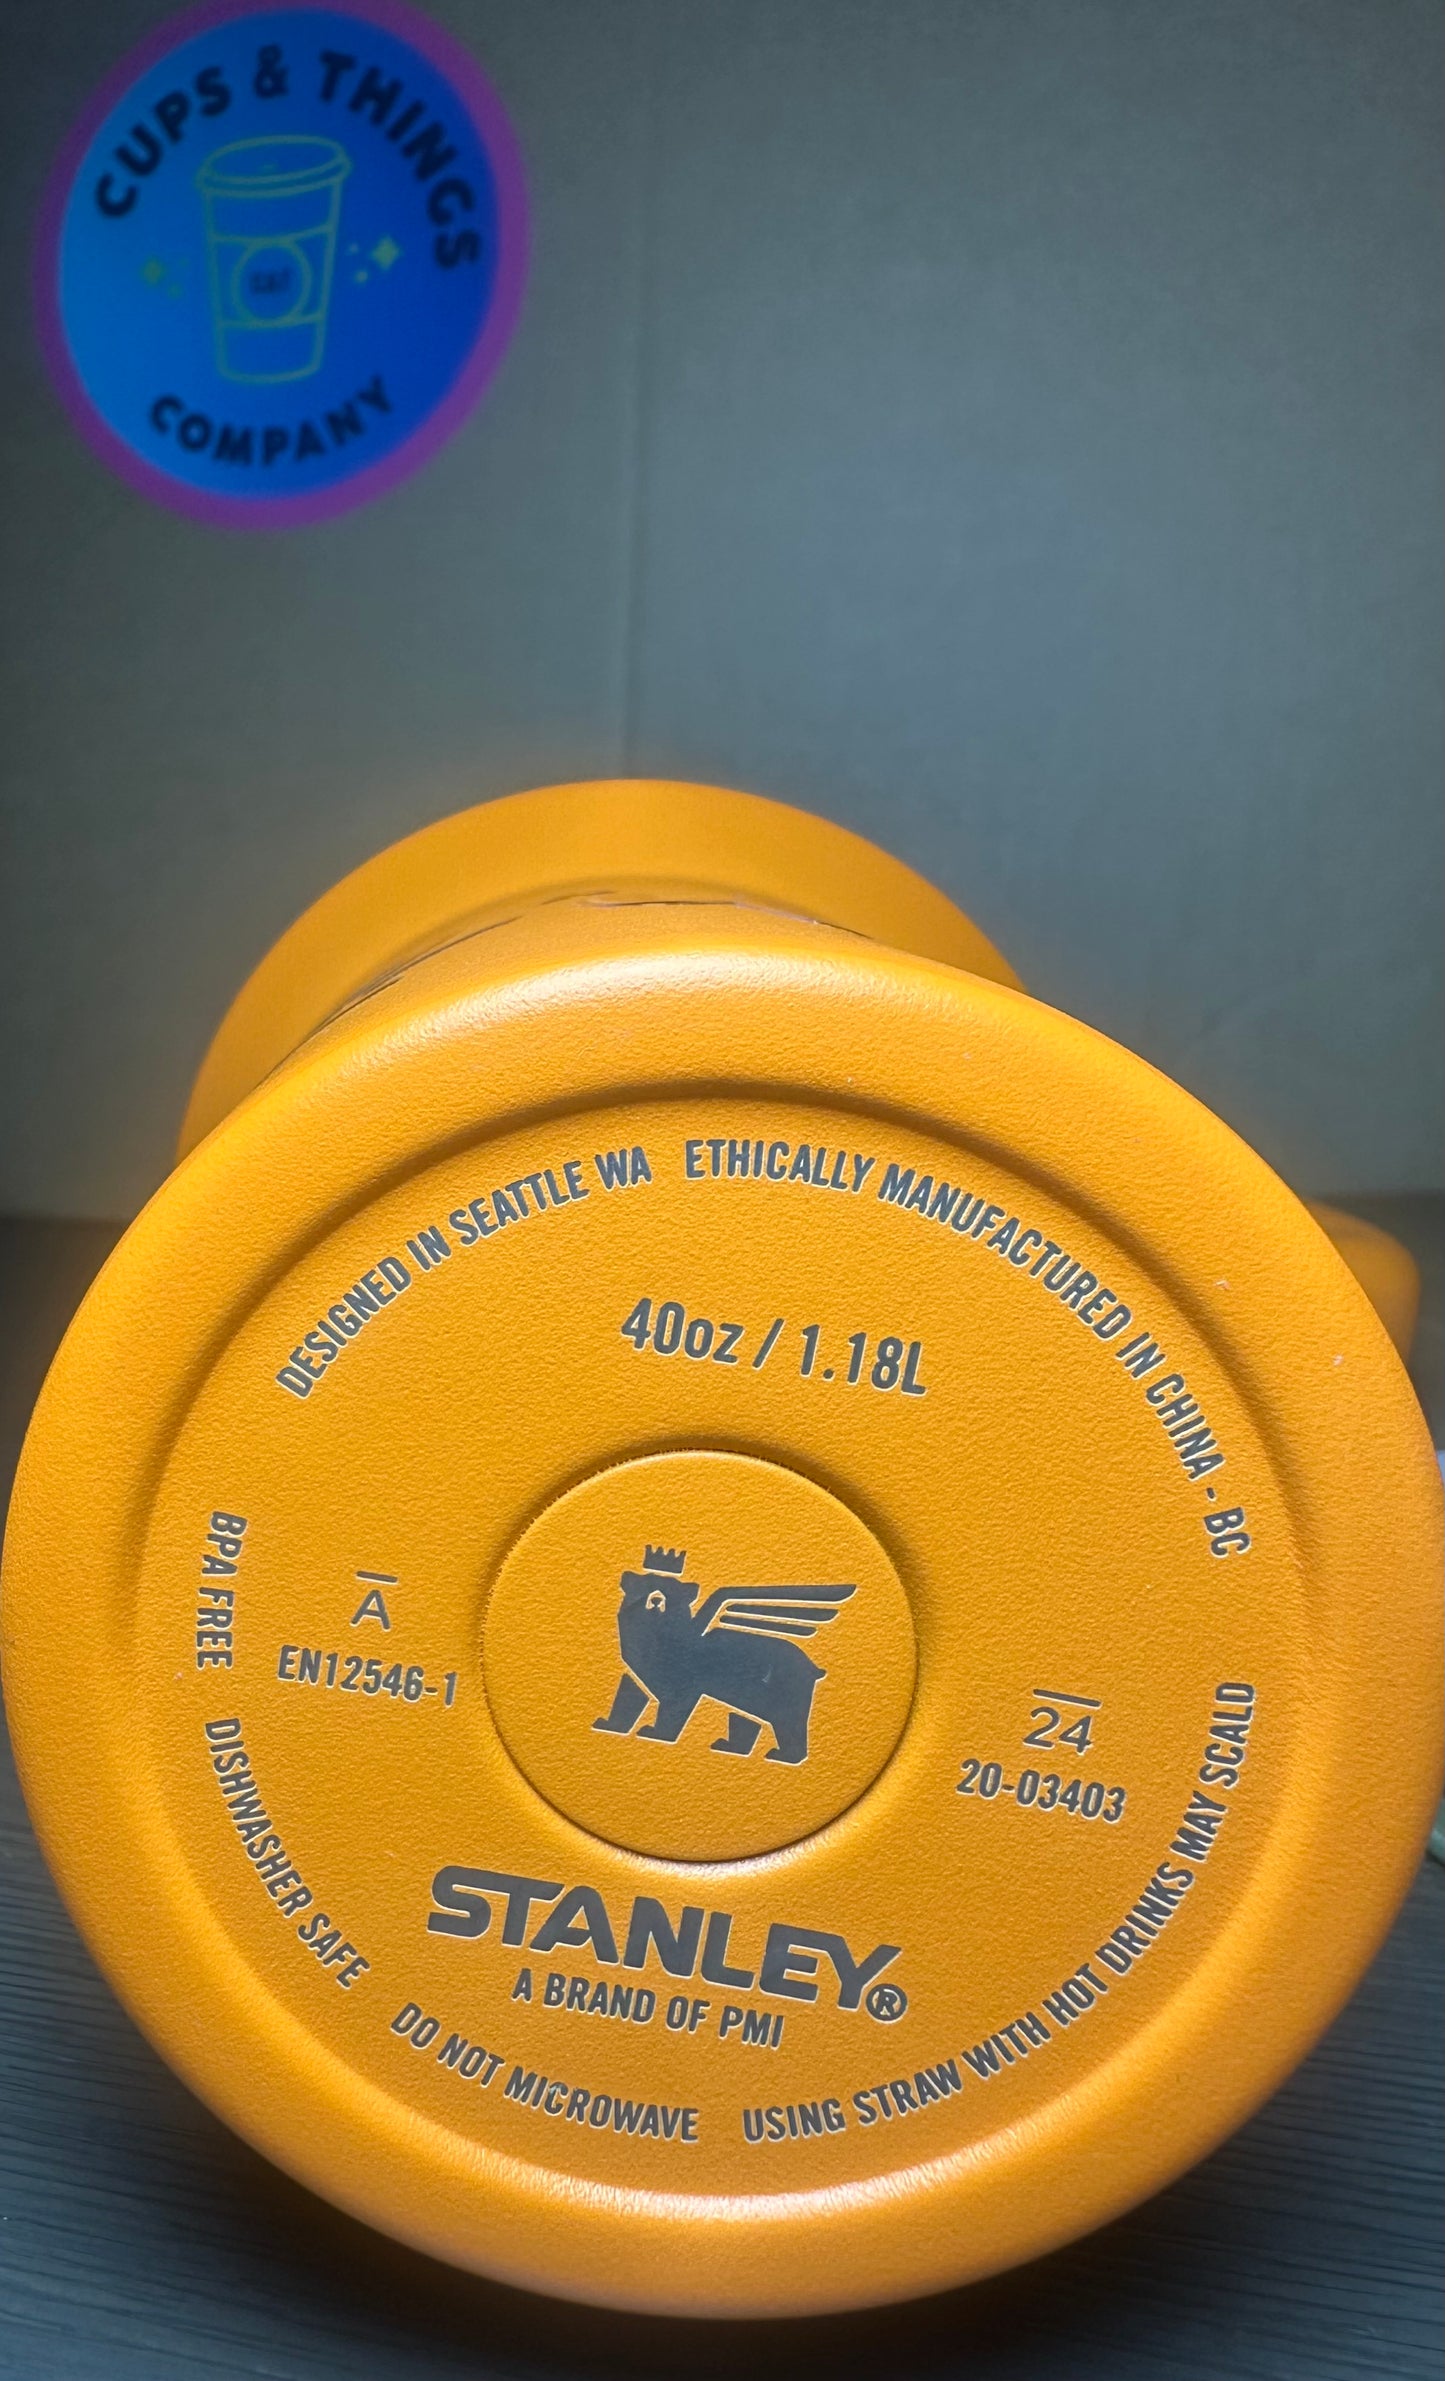 CUPS & THINGS
COMPANY
DESIGNED IN SEATTLE WA ETHICALLY MANUFACTURED IN CHINA - BC
40oz / 1.18L
BPA FREE
A
EN12546-1
24
20-03403
STANLEY®
A BRAND OF PMI
DISHWASHER SAFE DO NOT MICROWAVE USING STRAW WITH HOT DRINKS MAY SCALD